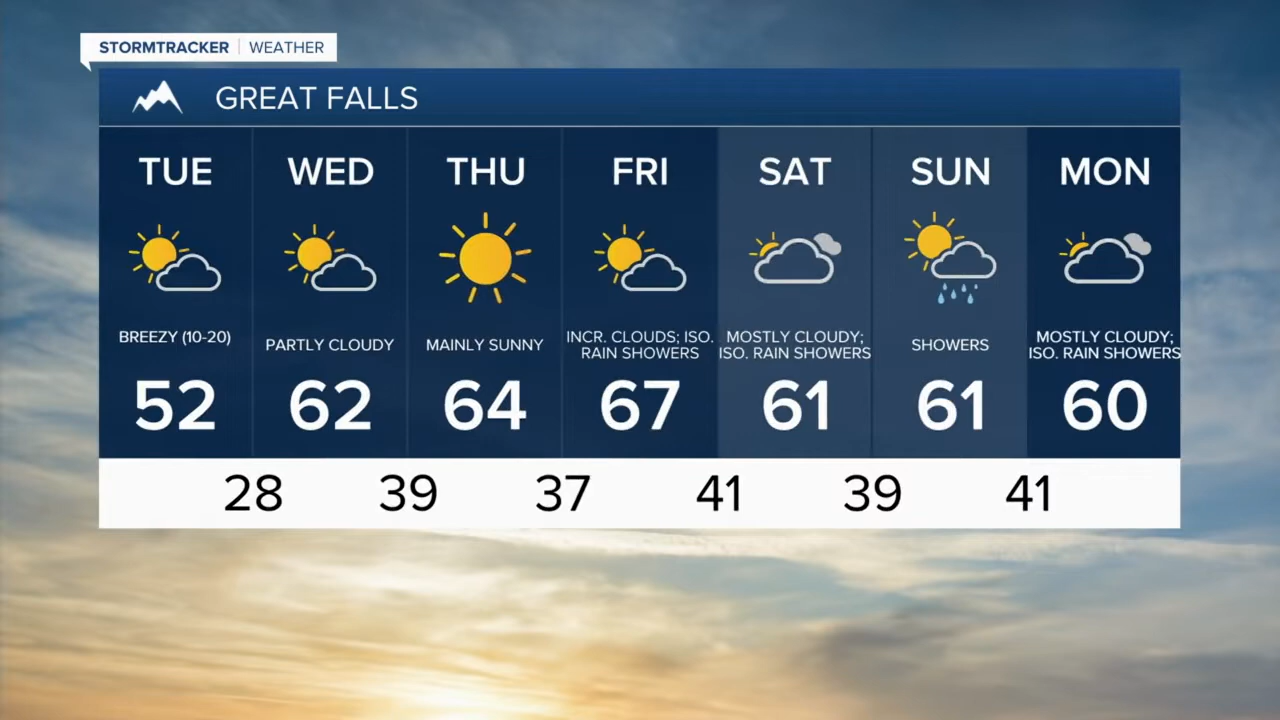 STORMTRACKER | WEATHER
GREAT FALLS
TUE WED THU FRI SAT SUN MON
BREEZY (10-20)
PARTLY CLOUDY
MAINLY SUNNY
INCR. CLOUDS; ISO.
RAIN SHOWERS
MOSTLY CLOUDY;
ISO. RAIN SHOWERS
SHOWERS
MOSTLY CLOUDY;
ISO. RAIN SHOWERS
52 62 64 67 61 61 60
28 39 37 41 39 41